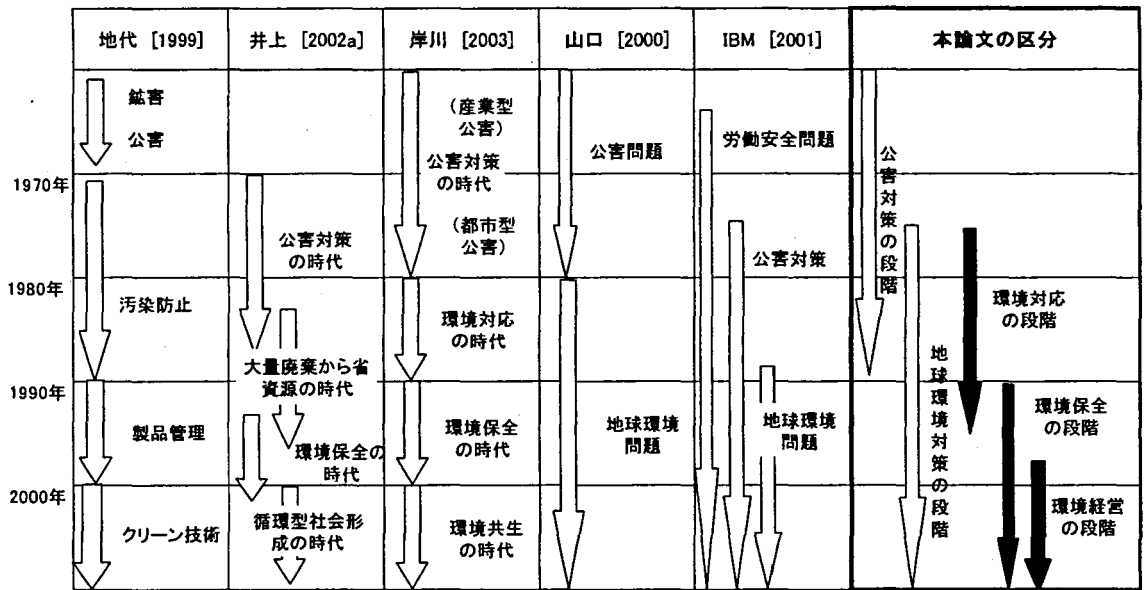 地代 [1999]
井上 [2002a]
岸川 [2003]
山口 [2000]
IBM [2001]
本論文の区分
1970年
1980年
1990年
2000年
鉱害
公害
汚染防止
製品管理
クリーン技術
公害対策
の時代
大量廃棄から省
資源の時代
環境保全の
時代
循環型社会形
成の時代
(産業型
公害)
公害対策
の時代
(都市型
公害)
環境対応
の時代
環境保全
の時代
環境共生
の時代
公害問題
地球環境
問題
労働安全問題
公害対策
地球環境
問題
公害対策の段階
地球環境対策の段階
環境対応
の段階
環境保全
の段階
環境経営
の段階